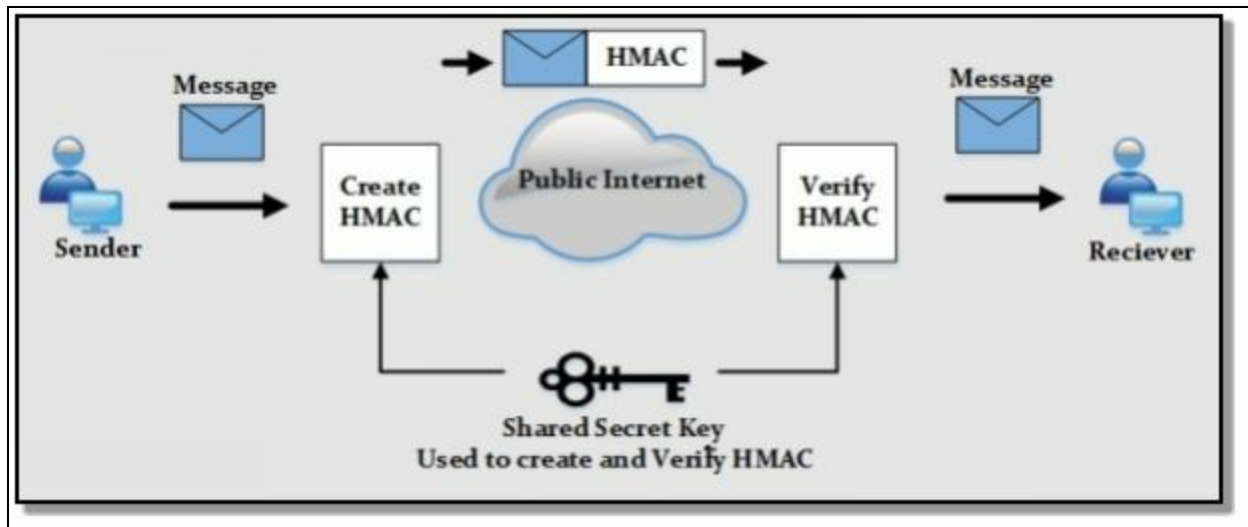 HMAC
Message
Message
Create
HMAC
Public Internet
Verify
HMAC
Sender
Reciever
Shared Secret Key
Used to create and Verify HMAC